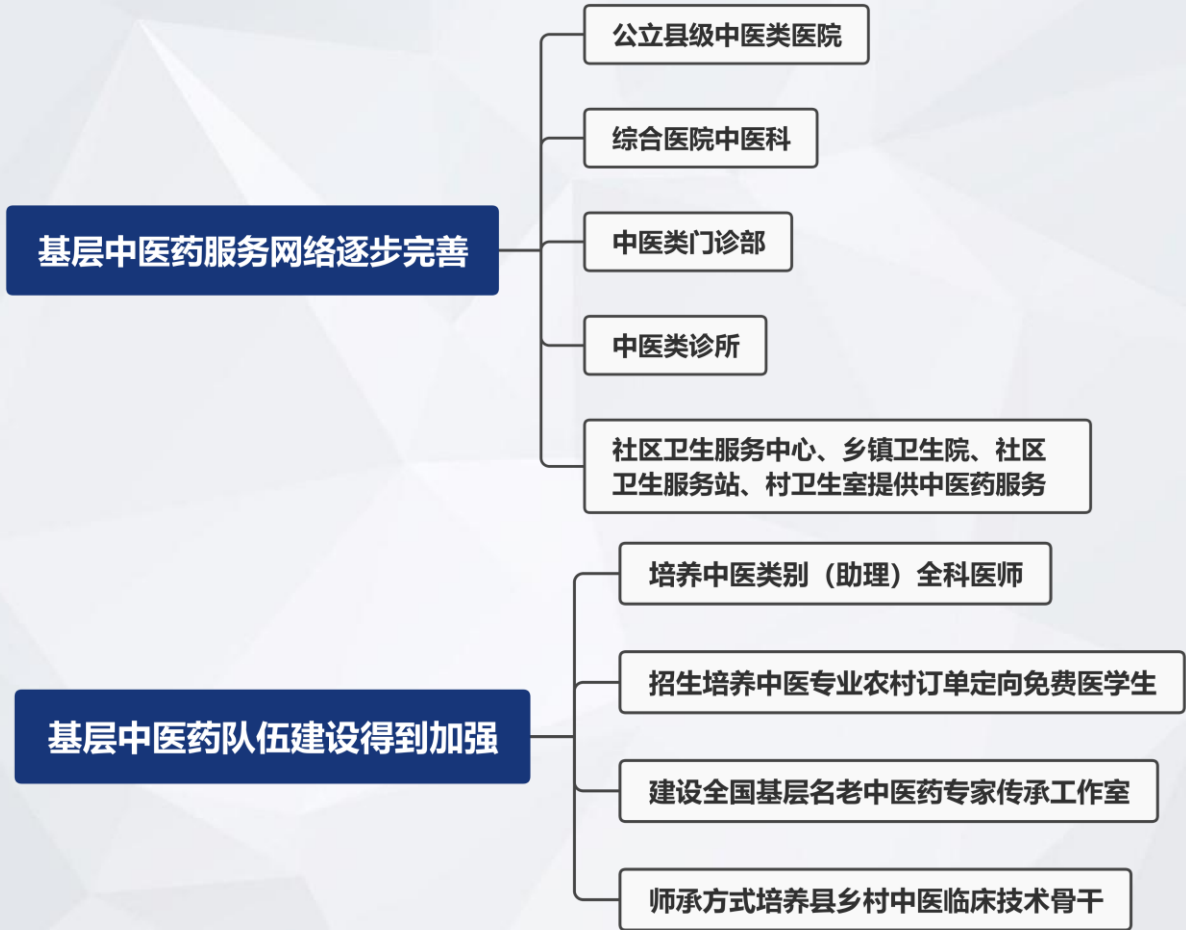 基层中医药服务网络逐步完善
公立县级中医类医院
综合医院中医科
中医类门诊部
中医类诊所
社区卫生服务中心、乡镇卫生院、社区
卫生服务站、村卫生室提供中医药服务
基层中医药队伍建设得到加强
培养中医类别（助理）全科医师
招生培养中医专业农村订单定向免费医学生
建设全国基层名老中医药专家传承工作室
师承方式培养县乡村中医临床技术骨干